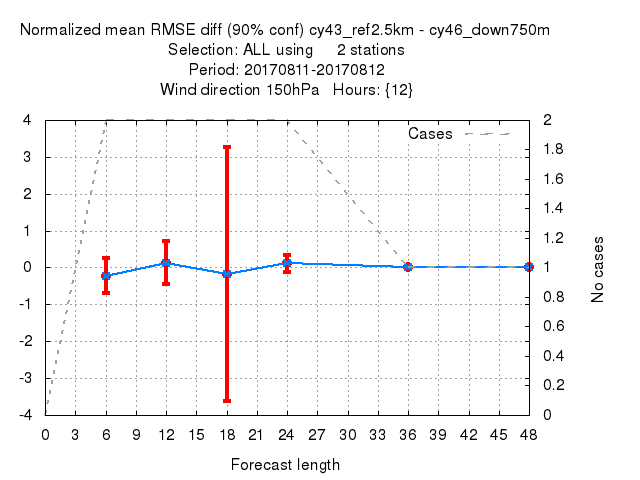 Normalized mean RMSE diff (90% conf) cy43_ref2.5km - cy46_down750m
Selection: ALL using 2 stations
Period: 20170811-20170812
Wind direction 150hPa Hours: {12}
Cases
4
3
2
1
0
-1
-2
-3
-4
2
1.8
1.6
1.4
1.2
1
0.8
0.6
0.4
0.2
0
No cases
0 3 6 9 12 15 18 21 24 27 30 33 36 39 42 45 48
Forecast length